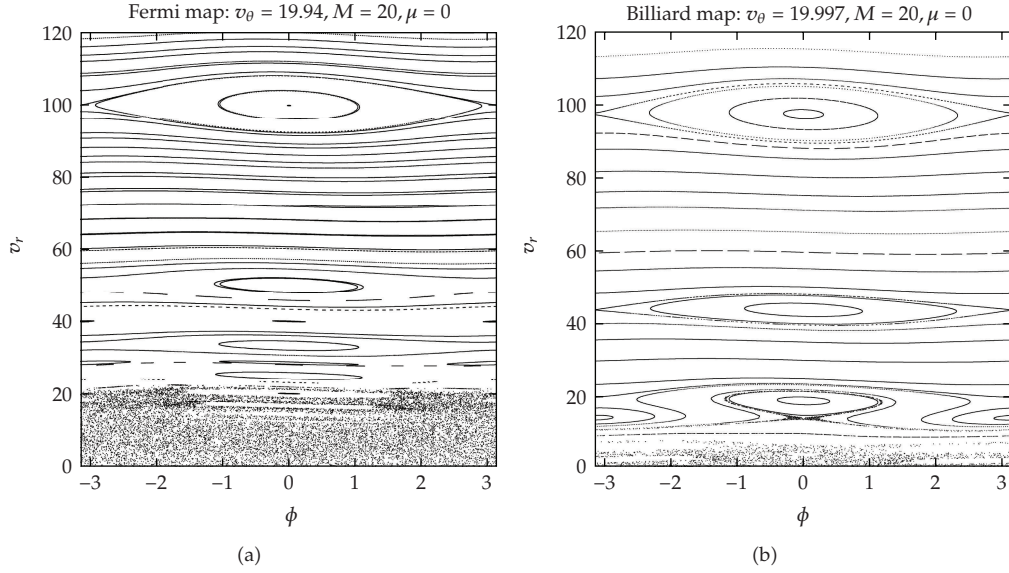 Fermi map: v_θ = 19.94, M = 20, μ = 0
120
100
80
60
40
20
0
v_r
−3 −2 −1 0 1 2 3
ϕ
(a)
Billiard map: v_θ = 19.997, M = 20, μ = 0
120
100
80
60
40
20
0
v_r
−3 −2 −1 0 1 2 3
ϕ
(b)